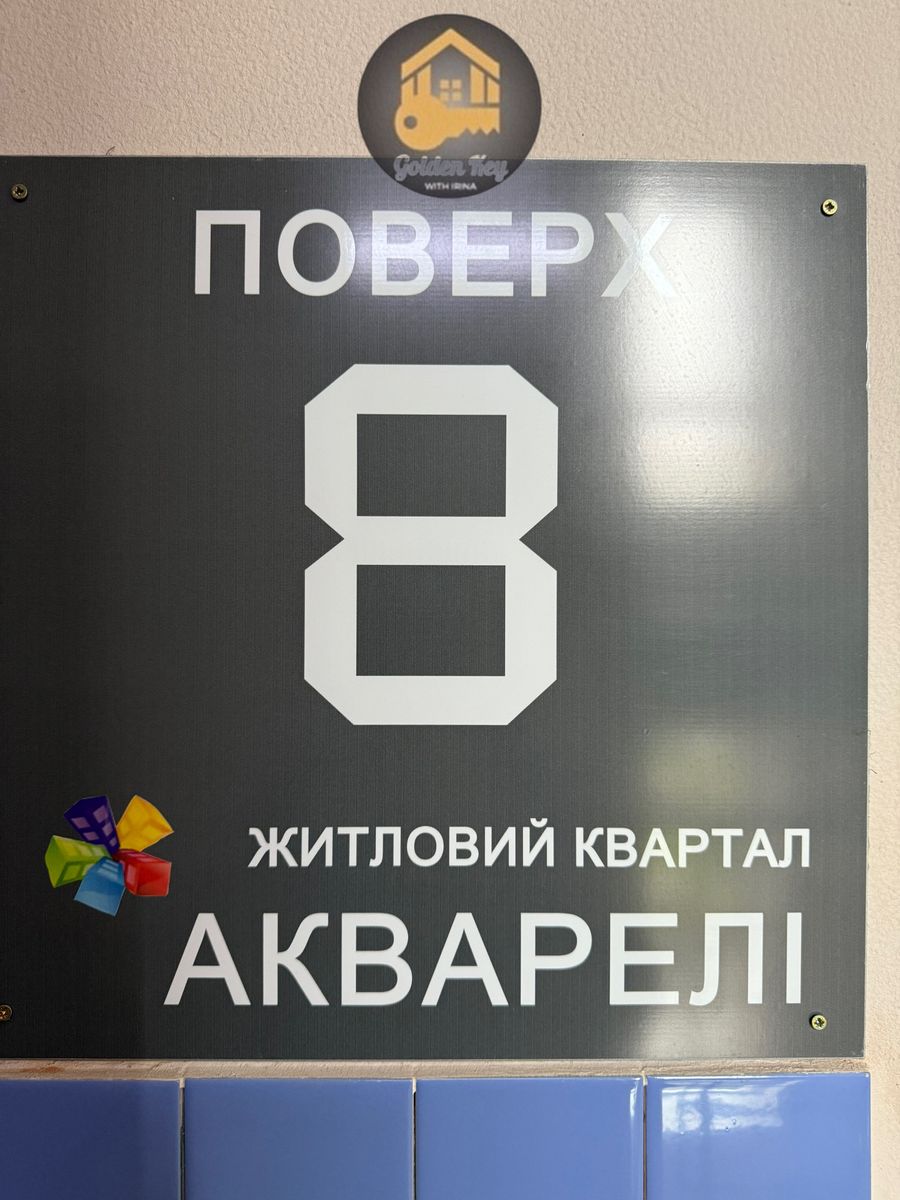 Golden Key
WITH IRINA
ПОВЕРХ
8
ЖИТЛОВИЙ КВАРТАЛ
АКВАРЕЛІ